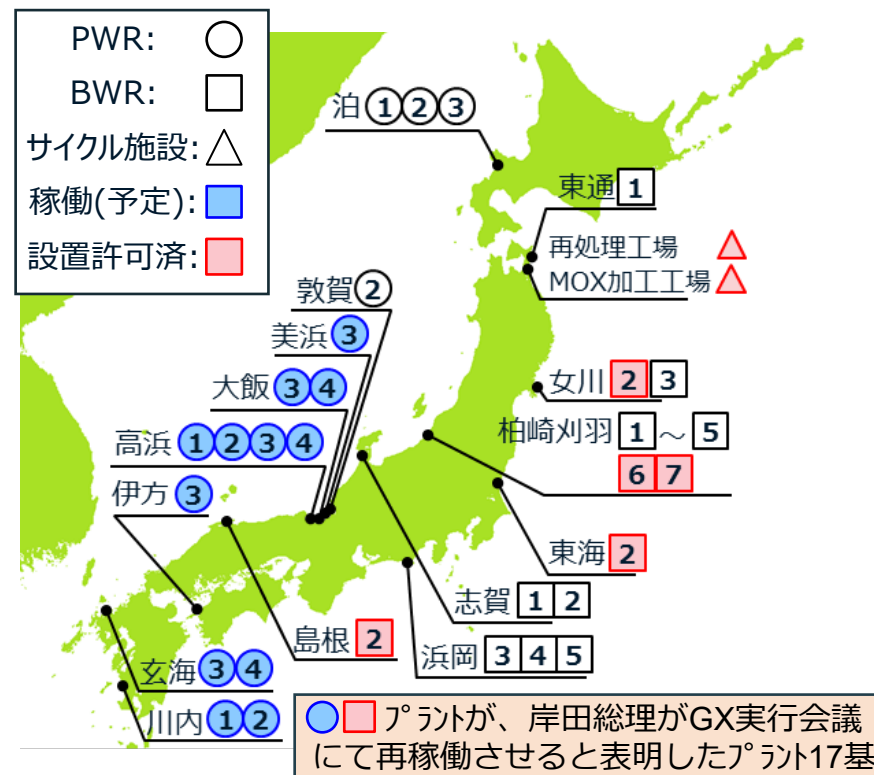 PWR: ○
BWR: □
サイクル施設:△
稼働(予定):
設置許可済:
泊①②③
東通 1
再処理工場
MOX加工工場
敦賀②
美浜③
大飯③④
高浜①②③④
伊方③
女川 2 3
柏崎刈羽 1 ～ 5
6 7
東海 2
志賀 1 2
島根 2
浜岡 3 4 5
玄海③④
川内①②
○□プラントが、岸田総理がGX実行会議
にて再稼働させると表明したプラント17基